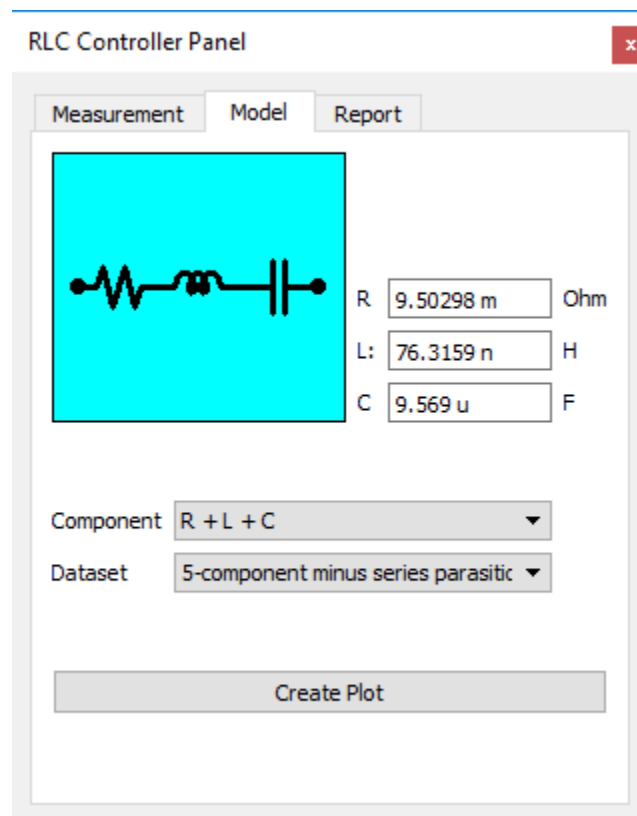 RLC Controller Panel
x
Measurement Model Report
R 9.50298 m Ohm
L: 76.3159 n H
C 9.569 u F
Component R + L + C
Dataset 5-component minus series parasitic
Create Plot